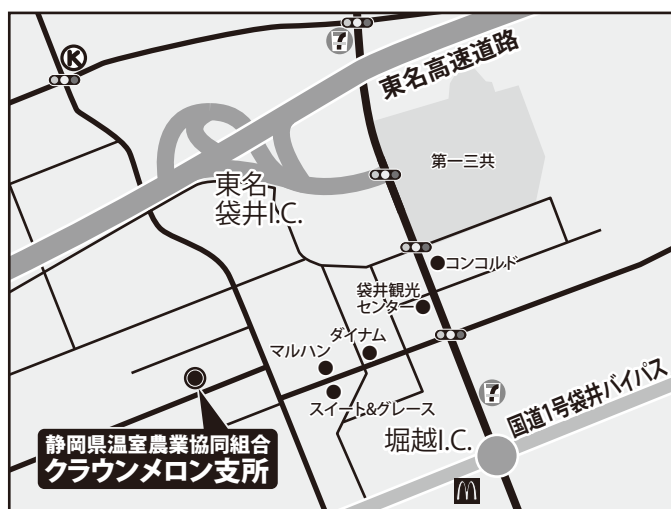 K
7
東名高速道路
第一三共
東名
袋井I.C.
コンコルド
袋井観光
センター
ダイナム
マルハン
スイート&グレース
7
国道1号袋井バイパス
堀越I.C.
静岡県温室農業協同組合
クラウンメロン支所
M